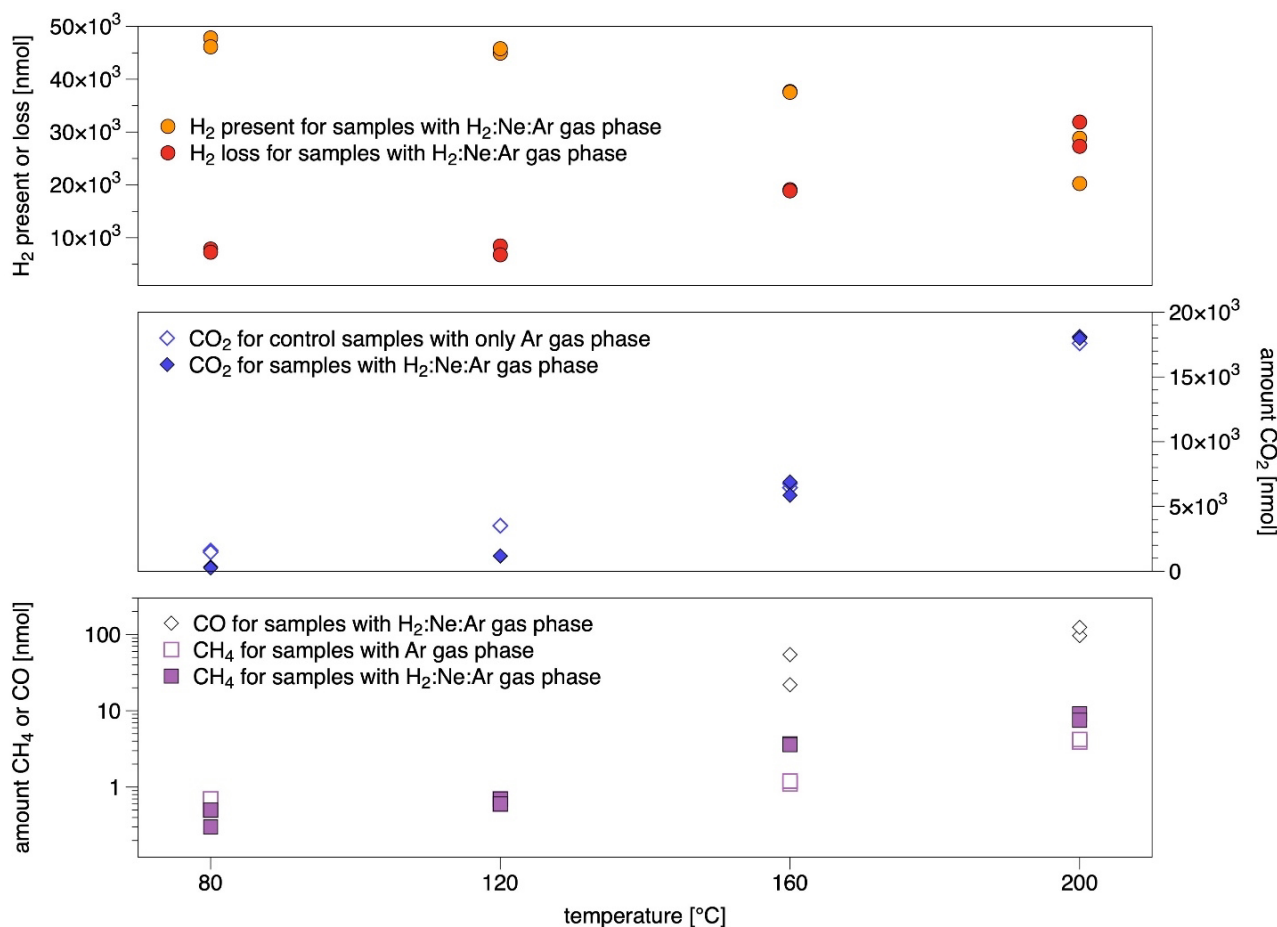 H₂ present or loss [nmol]
50×10³
40×10³
30×10³
20×10³
10×10³
H₂ present for samples with H₂:Ne:Ar gas phase
H₂ loss for samples with H₂:Ne:Ar gas phase
CO₂ for control samples with only Ar gas phase
CO₂ for samples with H₂:Ne:Ar gas phase
20×10³
15×10³
10×10³
5×10³
0
amount CO₂ [nmol]
amount CH₄ or CO [nmol]
100
10
1
CO for samples with H₂:Ne:Ar gas phase
CH₄ for samples with Ar gas phase
CH₄ for samples with H₂:Ne:Ar gas phase
80 120 160 200
temperature [°C]